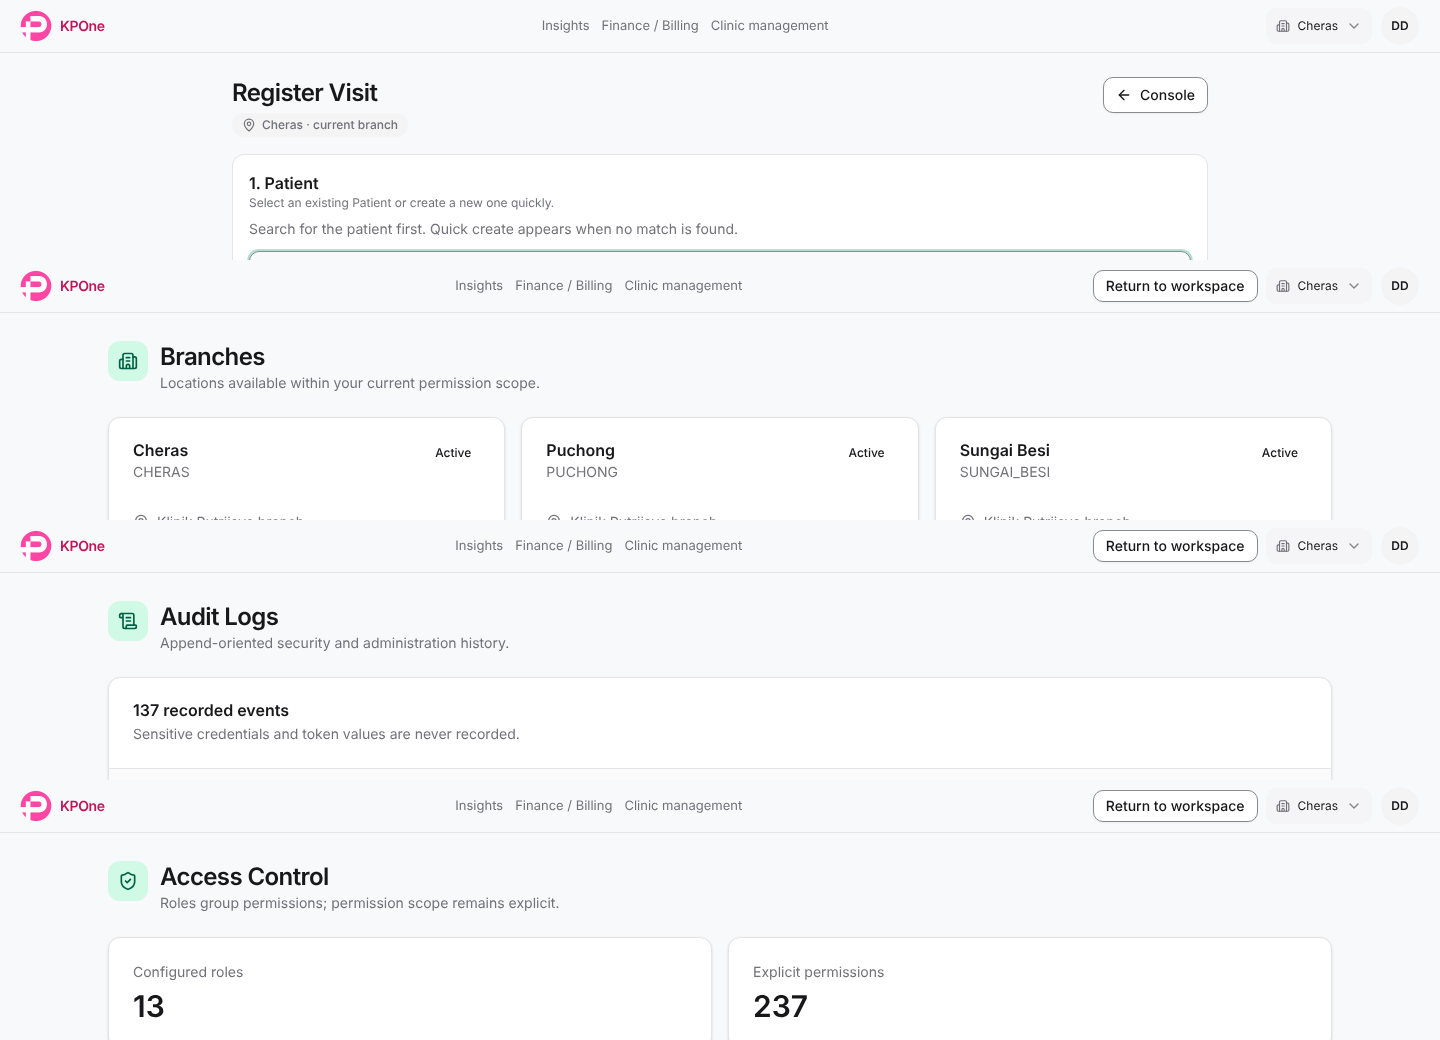 KPOne Insights Finance / Billing Clinic management Cheras DD
Register Visit
Console
Cheras · current branch
1. Patient
Select an existing Patient or create a new one quickly.
Search for the patient first. Quick create appears when no match is found.
KPOne Insights Finance / Billing Clinic management Return to workspace Cheras DD
Branches
Locations available within your current permission scope.
Cheras Active
CHERAS
Puchong Active
PUCHONG
Sungai Besi Active
SUNGAI_BESI
KPOne Insights Finance / Billing Clinic management Return to workspace Cheras DD
Audit Logs
Append-oriented security and administration history.
137 recorded events
Sensitive credentials and token values are never recorded.
KPOne Insights Finance / Billing Clinic management Return to workspace Cheras DD
Access Control
Roles group permissions; permission scope remains explicit.
Configured roles
13
Explicit permissions
237